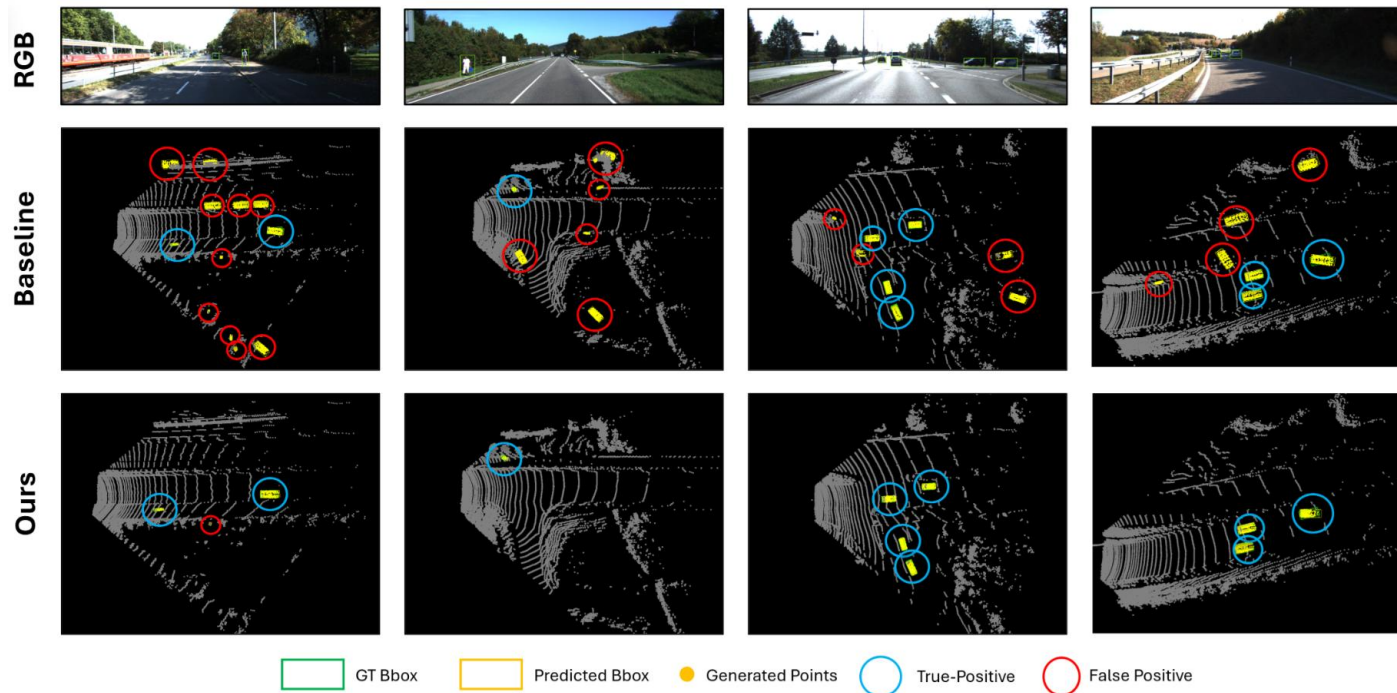 RGB
Baseline
Ours
GT Bbox
Predicted Bbox
Generated Points
True-Positive
False Positive